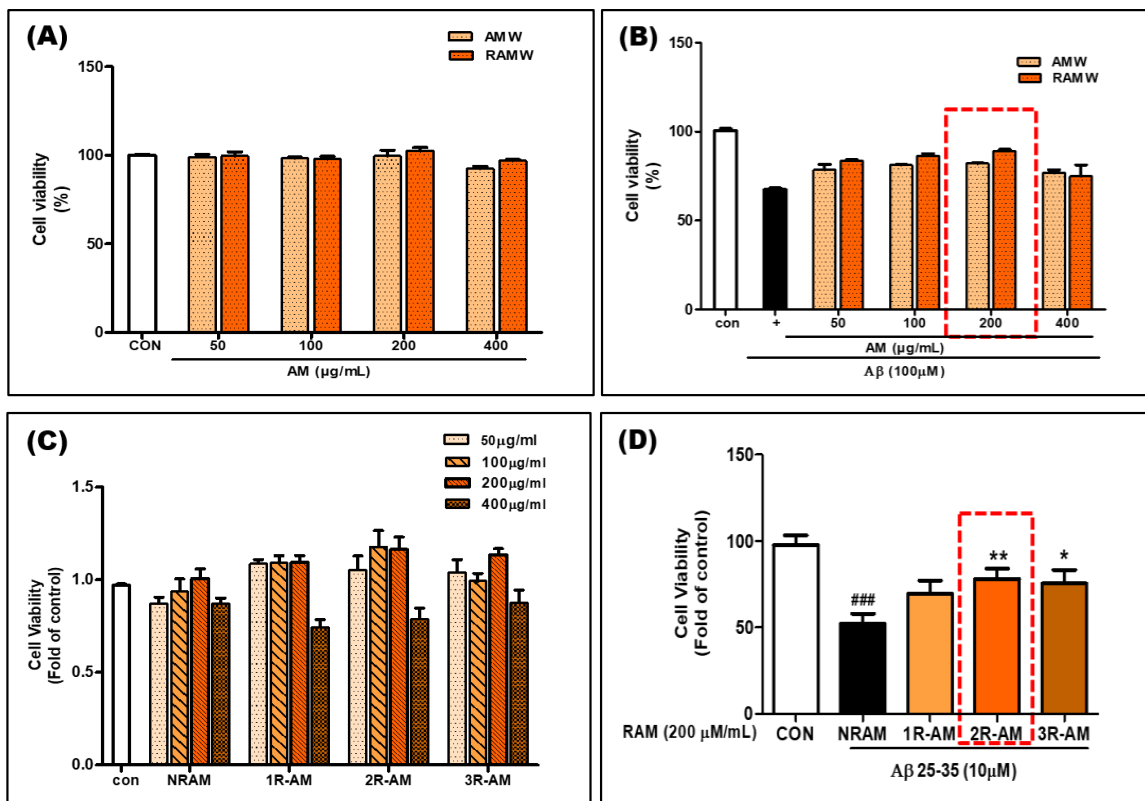 (A)
AMW
RAMW
150
100
50
0
Cell viability
(%)
CON
50
100
200
400
AM (µg/mL)
(B)
AMW
RAMW
150
100
50
0
Cell viability
(%)
con
+
50
100
200
400
AM (µg/mL)
Aβ (100µM)
(C)
50µg/ml
100µg/ml
200µg/ml
400µg/ml
1.5
1.0
0.5
0.0
Cell Viability
(Fold of control)
con
NRAM
1R-AM
2R-AM
3R-AM
(D)
150
100
50
0
Cell Viability
(Fold of control)
###
**
*
RAM (200 µM/mL)
CON
NRAM
1R-AM
2R-AM
3R-AM
Aβ 25-35 (10µM)